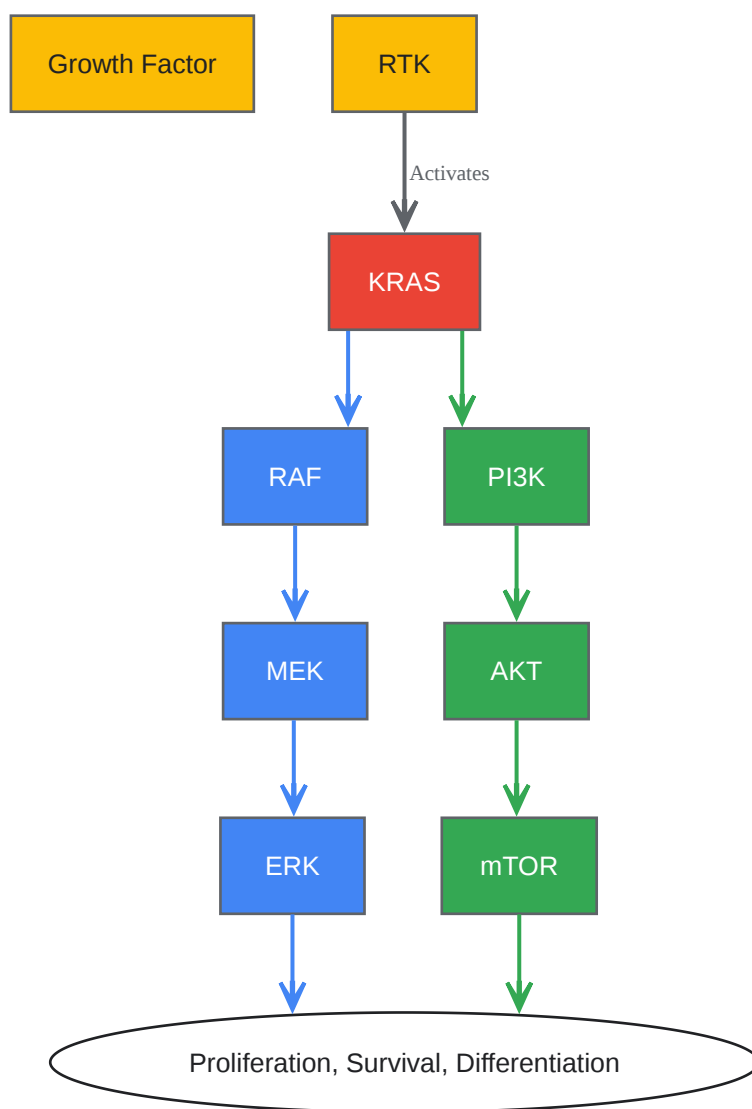 Growth Factor
RTK
Activates
KRAS
RAF
PI3K
MEK
AKT
ERK
mTOR
Proliferation, Survival, Differentiation